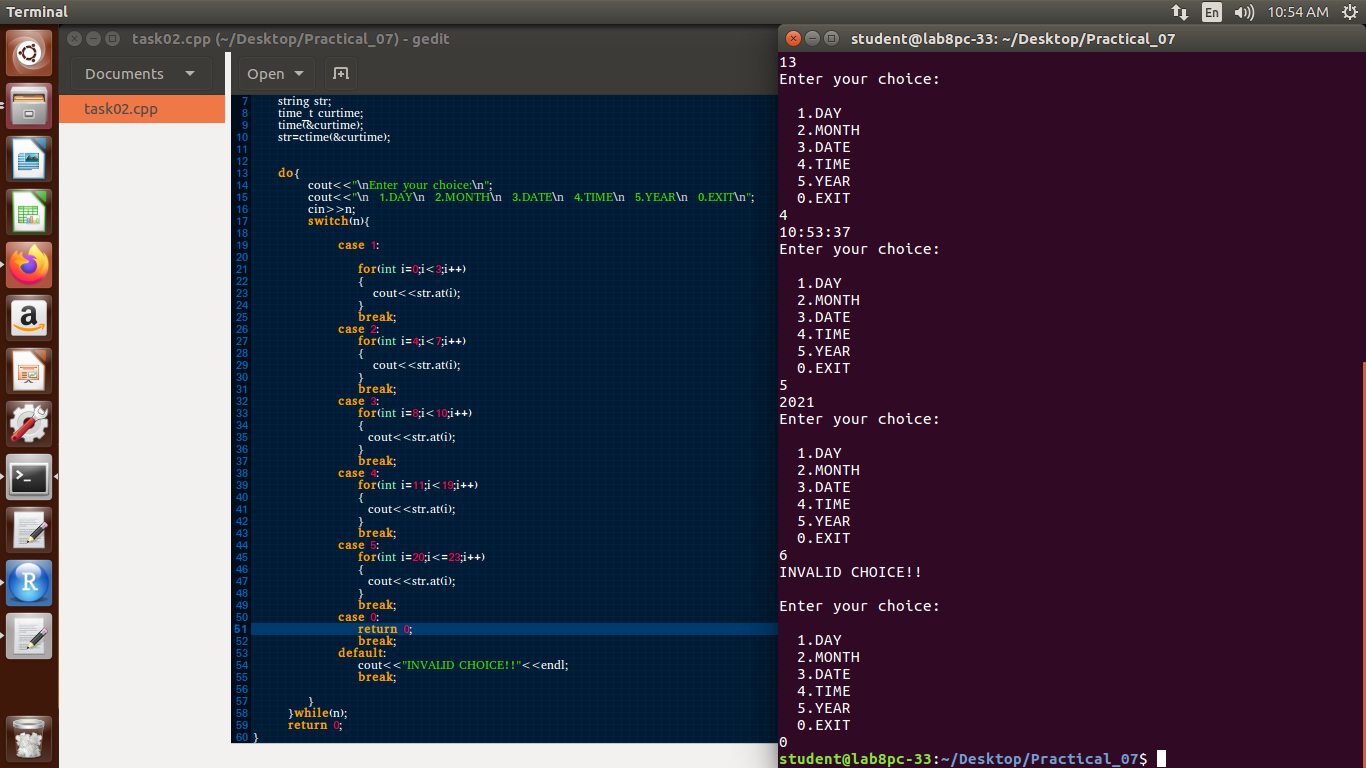 Terminal
En
10:54 AM
task02.cpp (~/Desktop/Practical_07) - gedit
Documents
Open
task02.cpp
7 string str;
8 time_t curtime;
9 time(&curtime);
10 str=ctime(&curtime);
11
12
13 do{
14 cout<<"\nEnter your choice:\n";
15 cout<<"\n 1.DAY\n 2.MONTH\n 3.DATE\n 4.TIME\n 5.YEAR\n 0.EXIT\n";
16 cin>>n;
17 switch(n){
18
19 case 1:
20
21 for(int i=0;i<3;i++)
22 {
23 cout<<str.at(i);
24 }
25 break;
26 case 2:
27 for(int i=4;i<7;i++)
28 {
29 cout<<str.at(i);
30 }
31 break;
32 case 3:
33 for(int i=8;i<10;i++)
34 {
35 cout<<str.at(i);
36 }
37 break;
38 case 4:
39 for(int i=11;i<19;i++)
40 {
41 cout<<str.at(i);
42 }
43 break;
44 case 5:
45 for(int i=20;i<=23;i++)
46 {
47 cout<<str.at(i);
48 }
49 break;
50 case 0:
51 return 0;
52 break;
53 default:
54 cout<<"INVALID CHOICE!!"<<endl;
55 break;
56
57 }
58 }while(n);
59 return 0;
60 }
student@lab8pc-33: ~/Desktop/Practical_07
13
Enter your choice:
1.DAY
2.MONTH
3.DATE
4.TIME
5.YEAR
0.EXIT
4
10:53:37
Enter your choice:
1.DAY
2.MONTH
3.DATE
4.TIME
5.YEAR
0.EXIT
5
2021
Enter your choice:
1.DAY
2.MONTH
3.DATE
4.TIME
5.YEAR
0.EXIT
6
INVALID CHOICE!!
Enter your choice:
1.DAY
2.MONTH
3.DATE
4.TIME
5.YEAR
0.EXIT
0
student@lab8pc-33:~/Desktop/Practical_07$